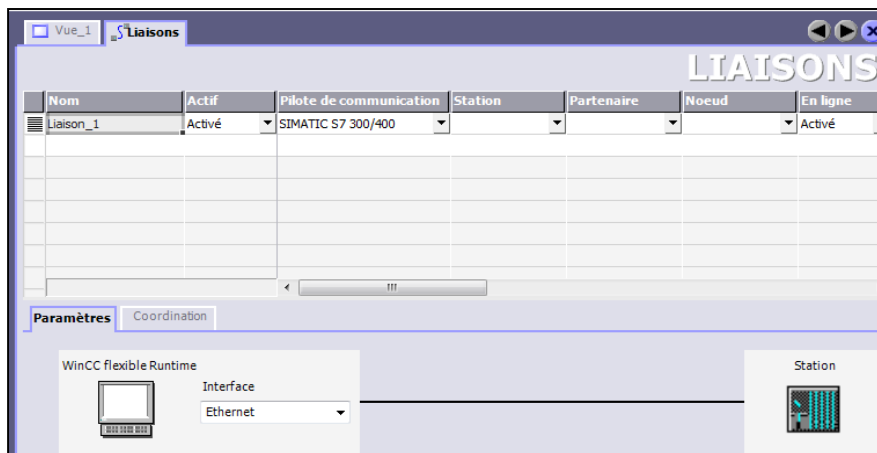 Vue_1 Liaisons
LIAISONS
Nom Actif Pilote de communication Station Partenaire Noeud En ligne
Liaison_1 Activé SIMATIC S7 300/400 Activé
Paramètres Coordination
WinCC flexible Runtime Station
Interface
Ethernet